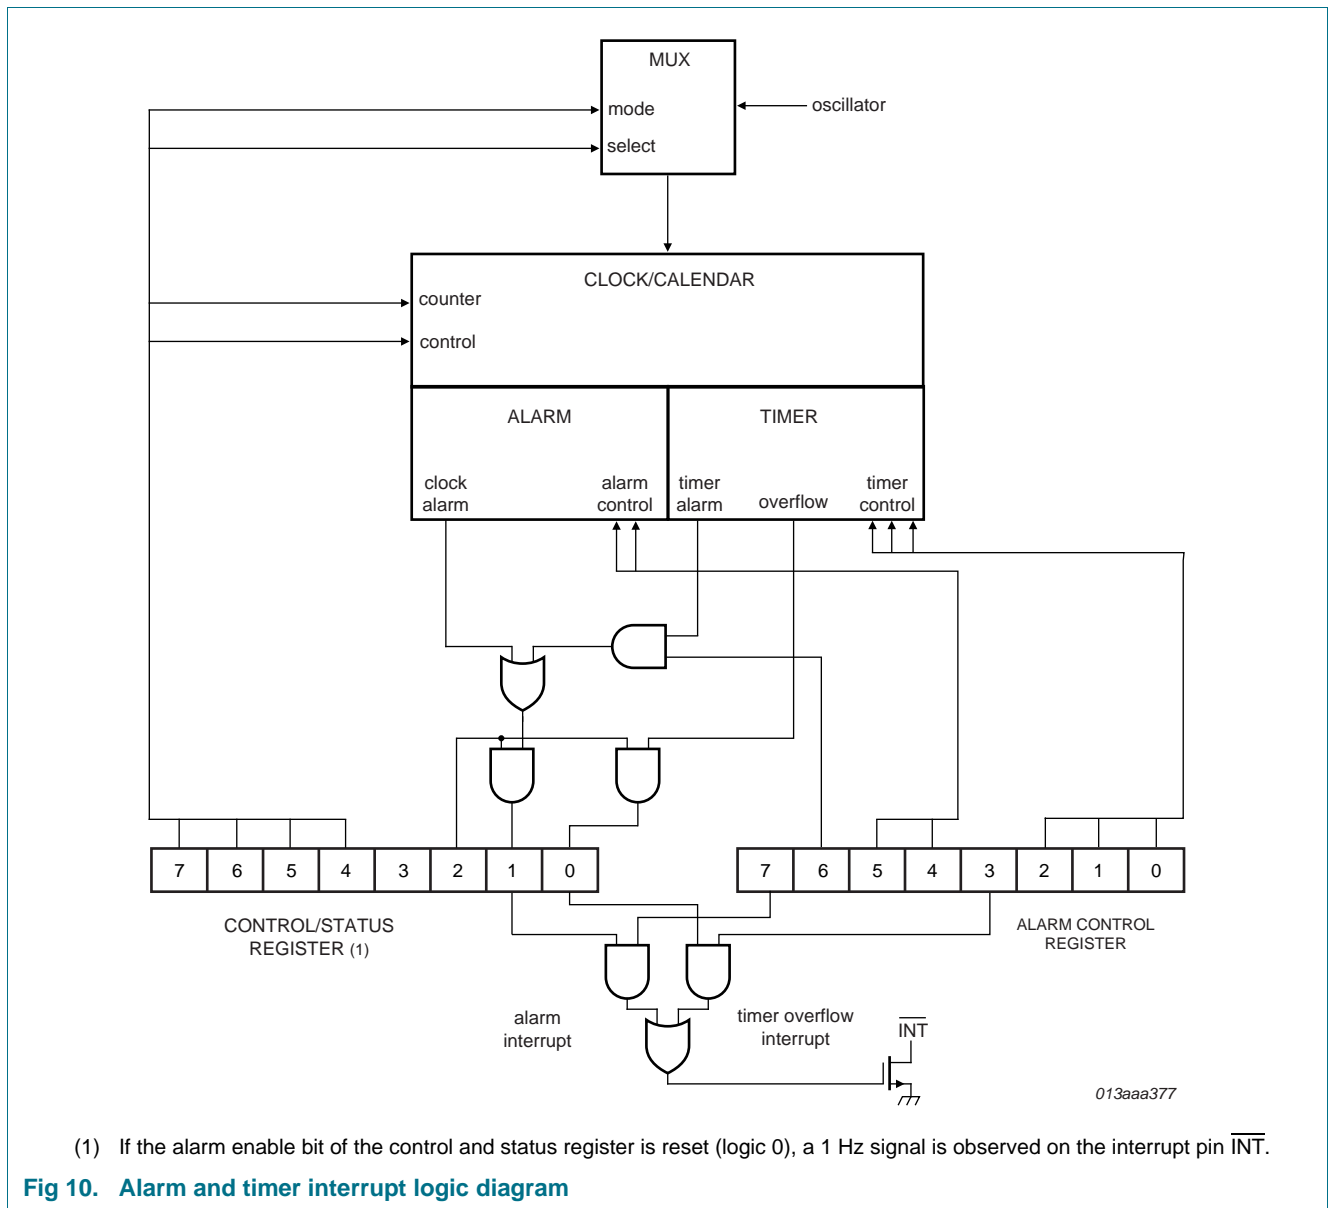 MUX
mode
oscillator
select
CLOCK/CALENDAR
counter
control
ALARM
TIMER
clock
alarm
alarm
control
timer
alarm
overflow
timer
control
7 6 5 4 3 2 1 0
7 6 5 4 3 2 1 0
CONTROL/STATUS
REGISTER (1)
ALARM CONTROL
REGISTER
alarm
interrupt
timer overflow
interrupt
INT
013aaa377
(1) If the alarm enable bit of the control and status register is reset (logic 0), a 1 Hz signal is observed on the interrupt pin INT.
Fig 10. Alarm and timer interrupt logic diagram